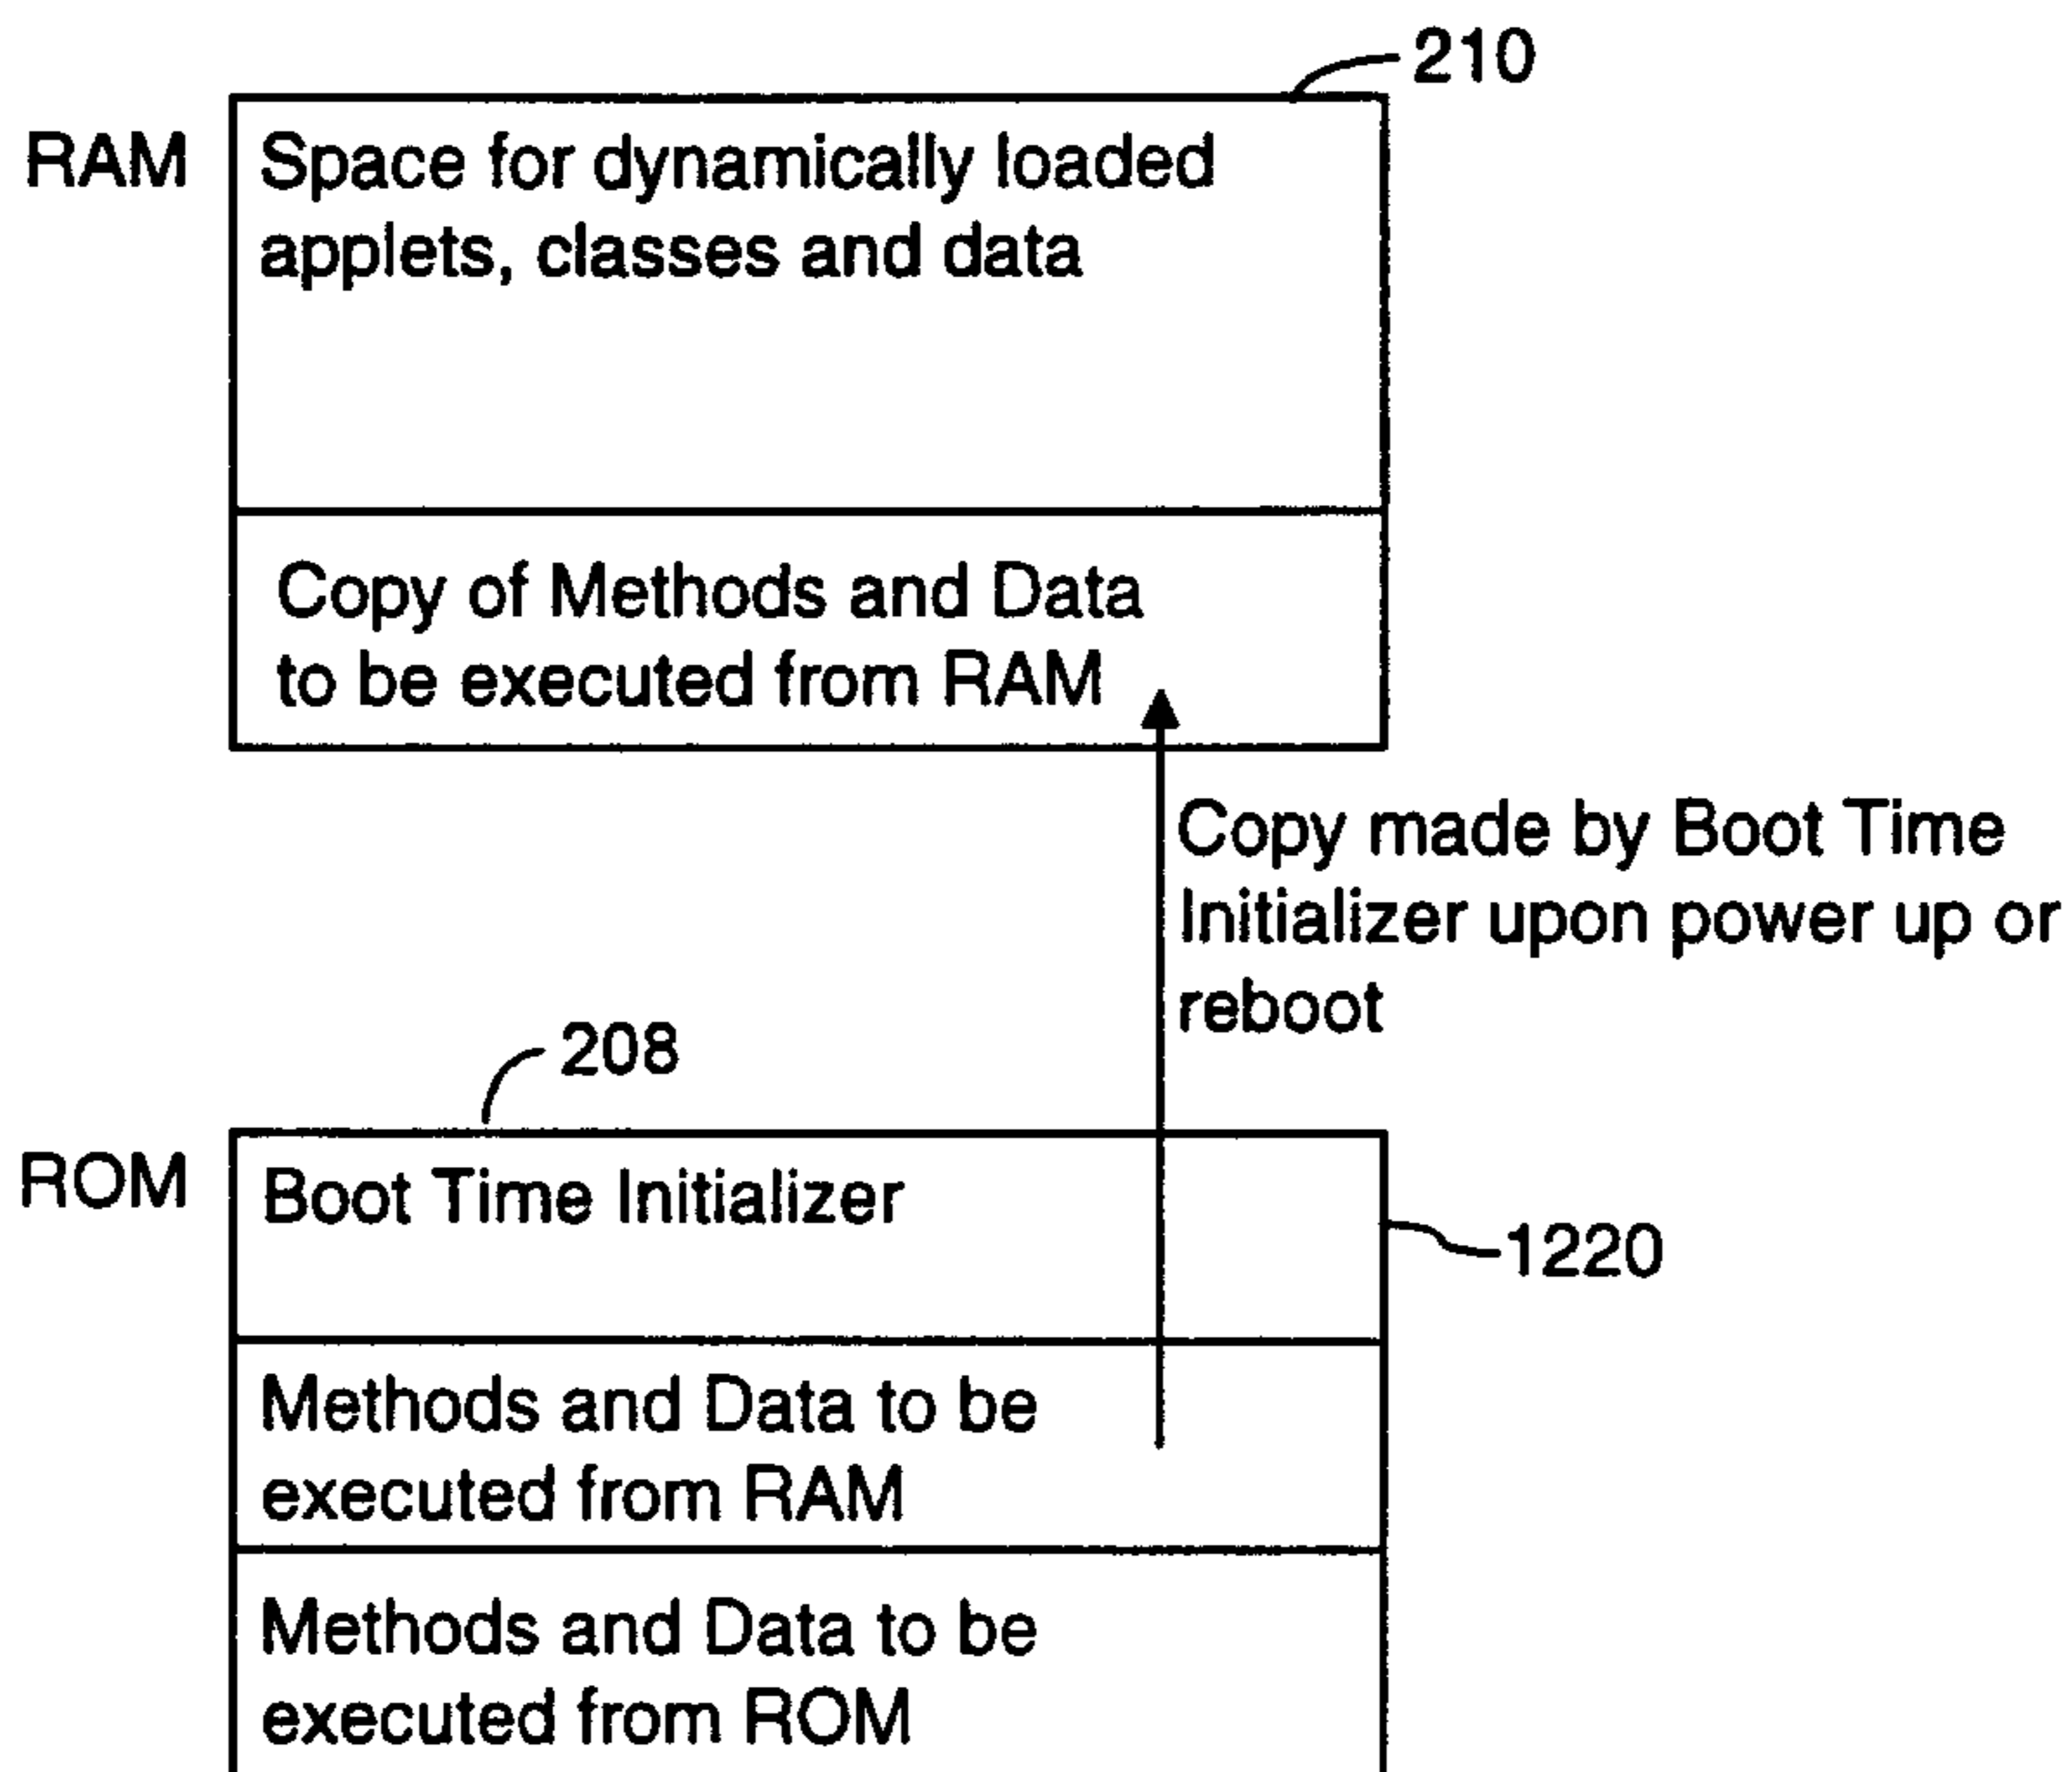 210
RAM
Space for dynamically loaded
applets, classes and data
Copy of Methods and Data
to be executed from RAM
Copy made by Boot Time
Initializer upon power up or
reboot
208
ROM
Boot Time Initializer
1220
Methods and Data to be
executed from RAM
Methods and Data to be
executed from ROM